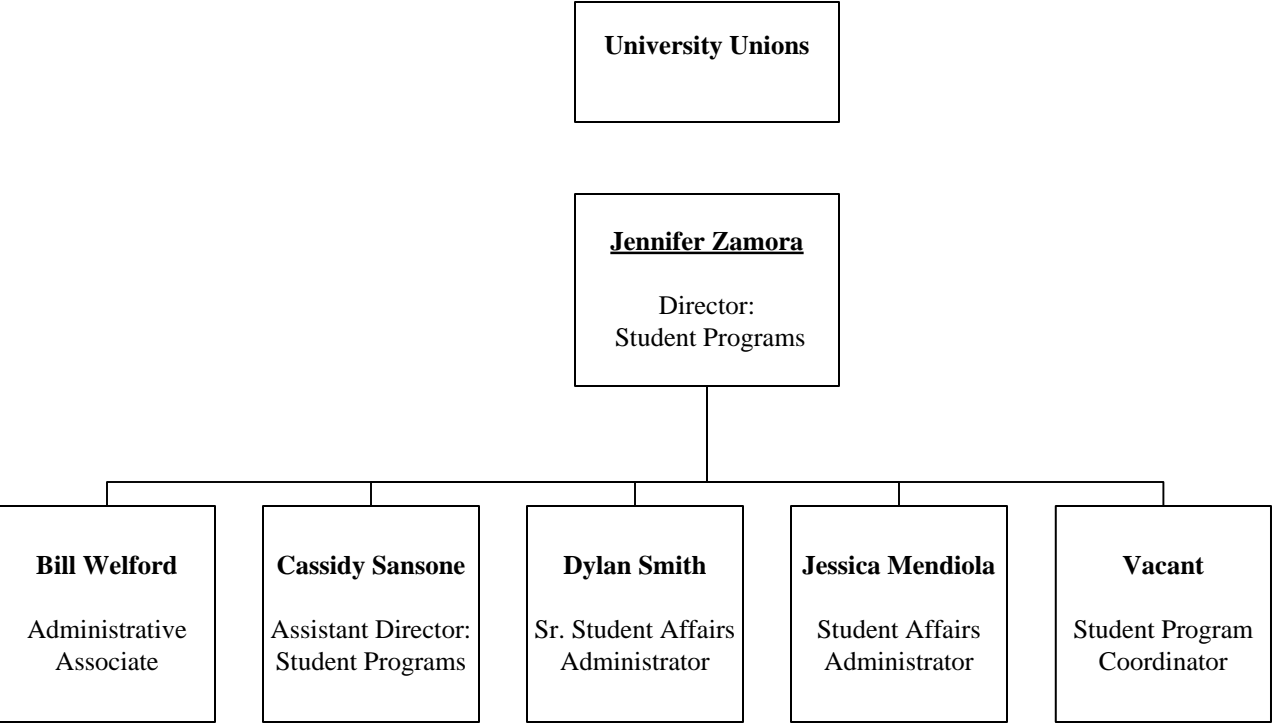 University Unions
Jennifer Zamora
Director:
Student Programs
Bill Welford
Administrative
Associate
Cassidy Sansone
Assistant Director:
Student Programs
Dylan Smith
Sr. Student Affairs
Administrator
Jessica Mendiola
Student Affairs
Administrator
Vacant
Student Program
Coordinator